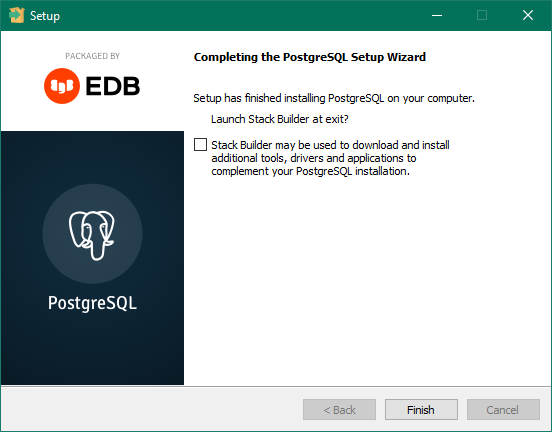 Setup
PACKAGED BY
EDB
PostgreSQL
Completing the PostgreSQL Setup Wizard
Setup has finished installing PostgreSQL on your computer.
Launch Stack Builder at exit?
Stack Builder may be used to download and install
additional tools, drivers and applications to
complement your PostgreSQL installation.
< Back
Finish
Cancel